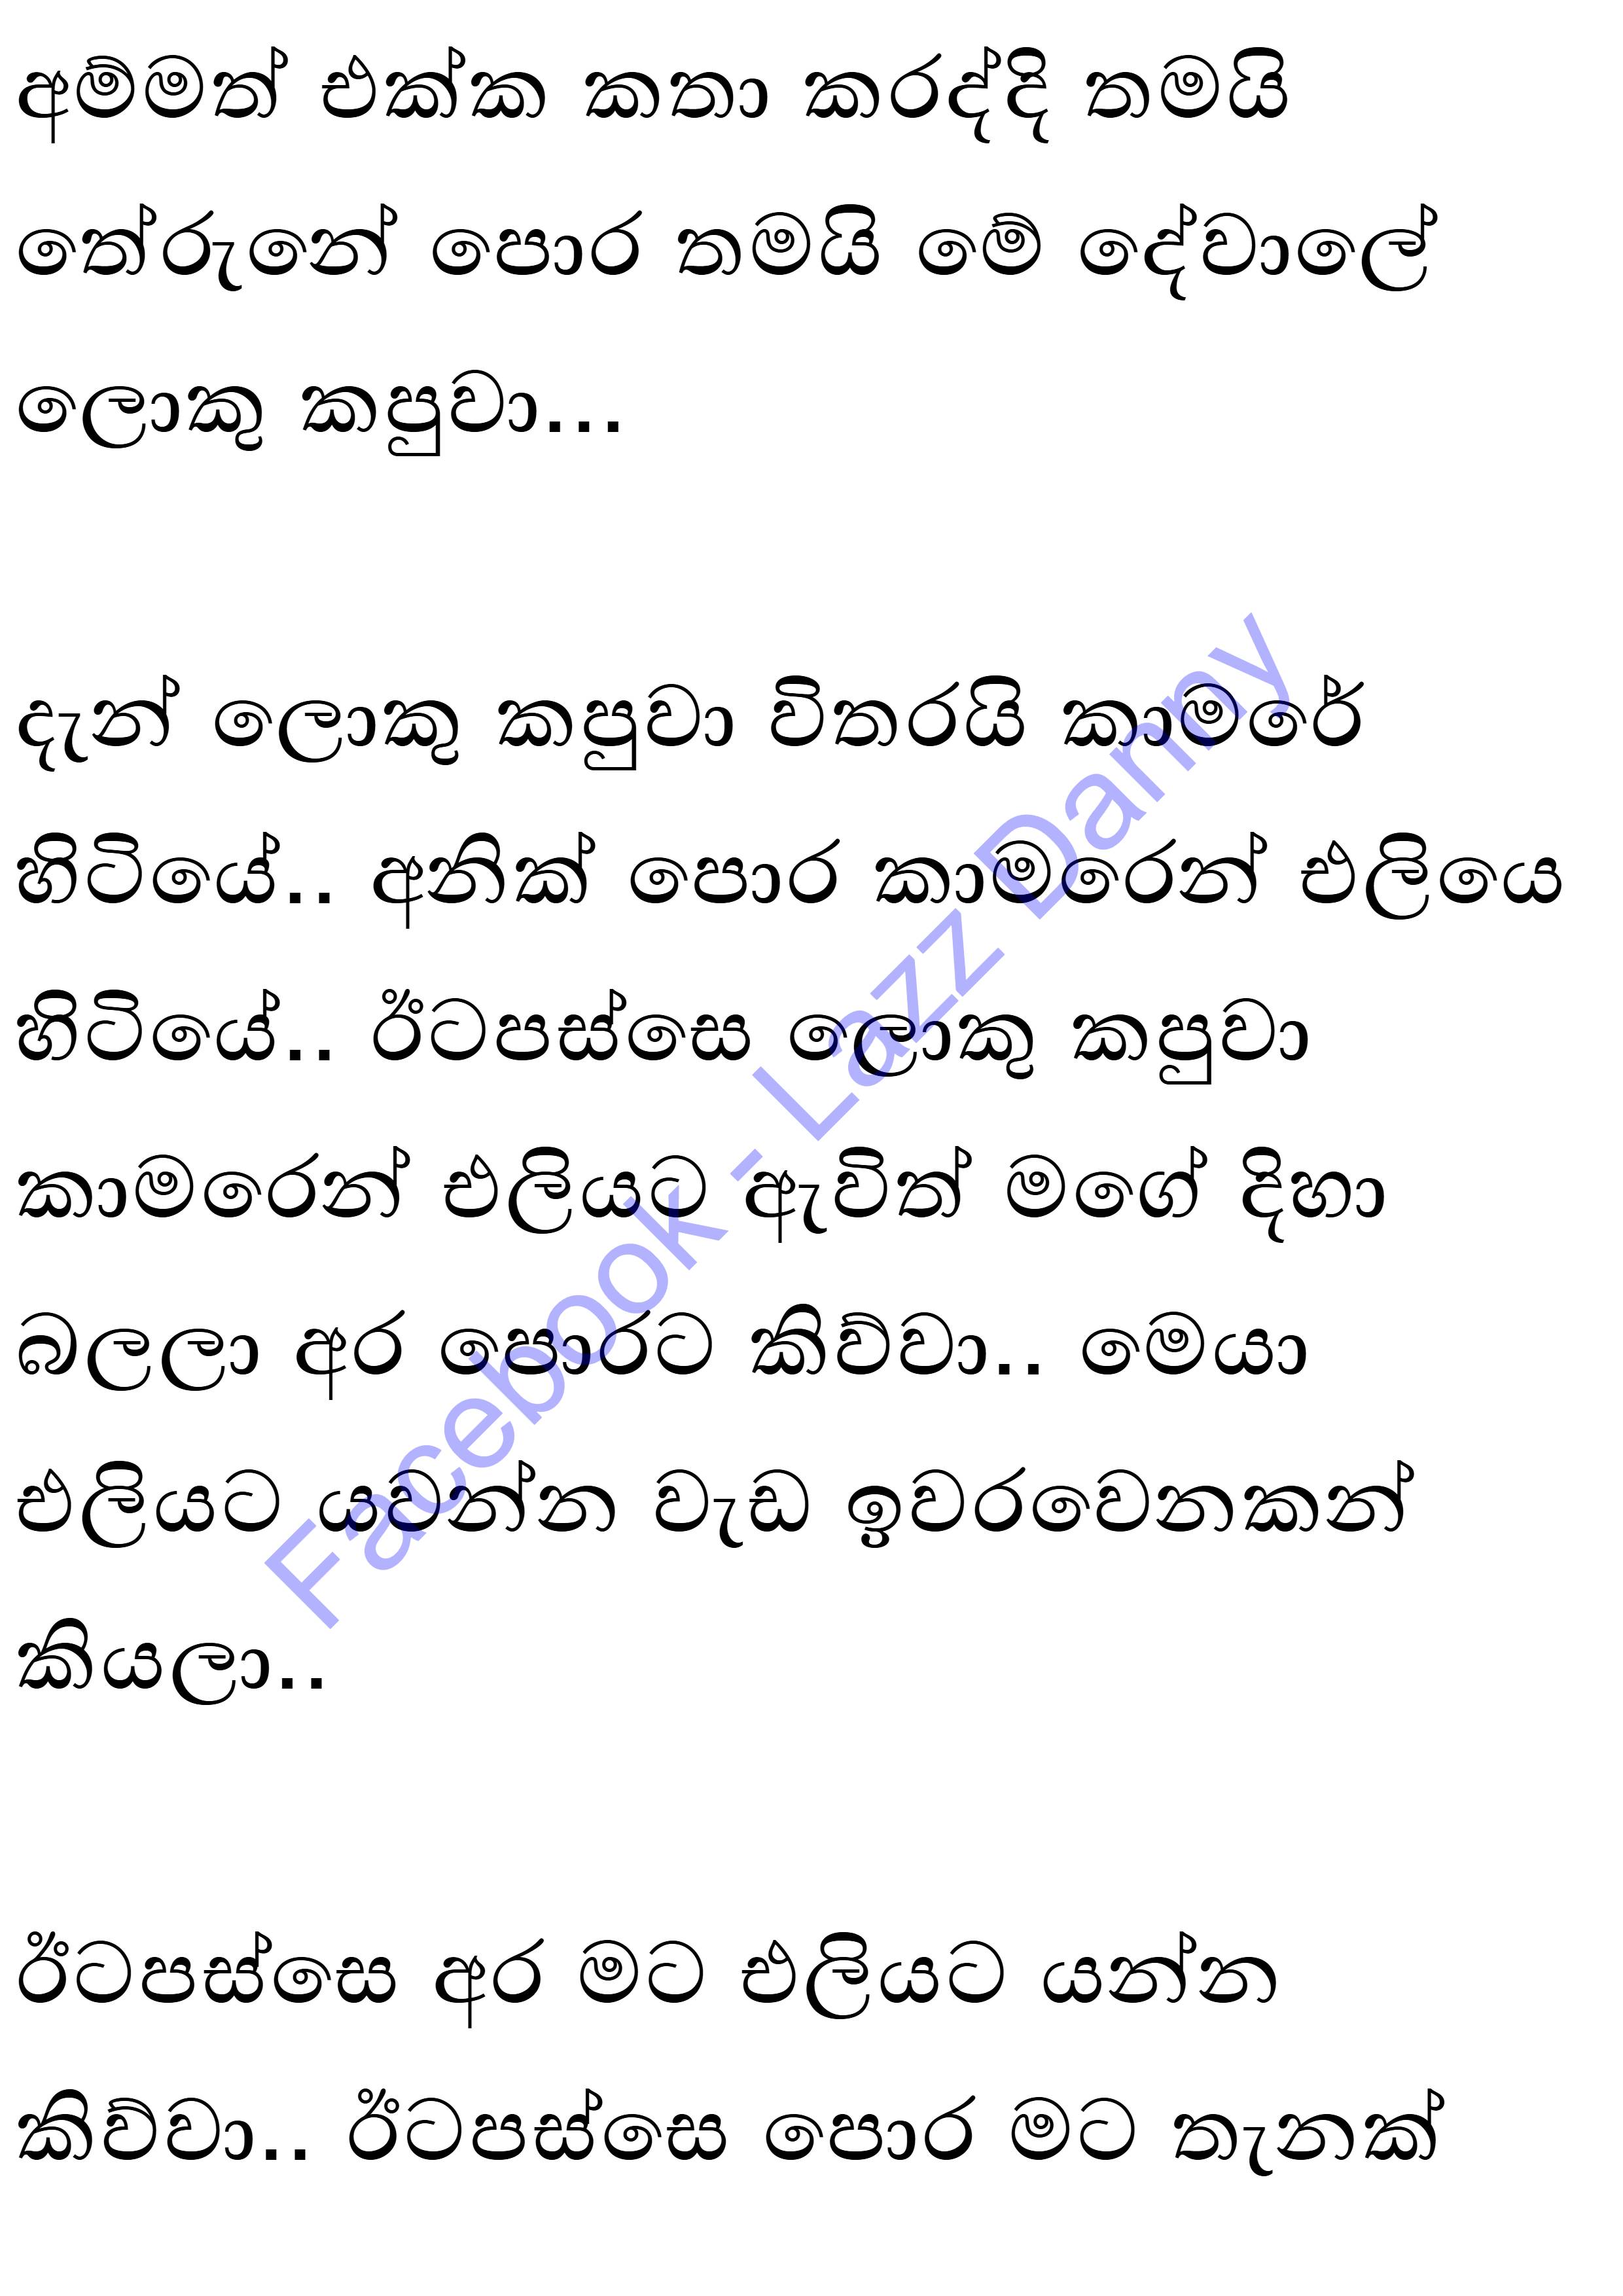 අම්මත් එක්ක කතා කරද්දි තමයි
තේරුනේ පොර තමයි මේ දේවාලේ
ලොකු කපුවා...
දැන් ලොකු කපුවා විතරයි කාමරේ
හිටියේ.. අනික් පොර කාමරෙන් එලියෙ
හිටියේ.. ඊටපස්සෙ ලොකු කපුවා
කාමරෙන් එලියට ඇවිත් මගේ දිහා
බලලා අර පොරට කිව්වා.. මෙයා
එලියට යවන්න වැඩ ඉවරවෙනකන්
කියලා..
ඊටපස්සෙ අර මට එලියට යන්න
කිව්වා.. ඊටපස්සෙ පොර මට තැනක්
Facebook - Lazz Danny